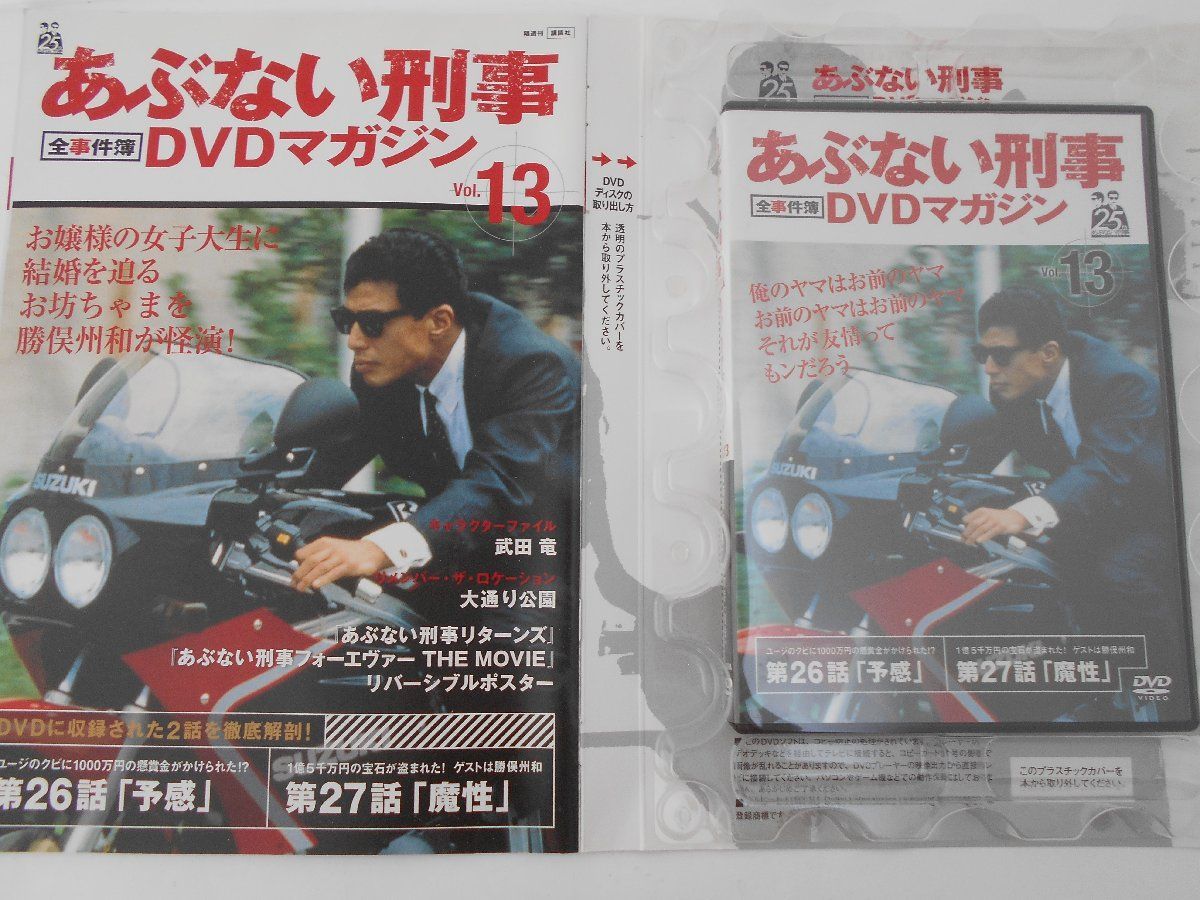 25
隔週刊 講談社
あぶない刑事
全事件簿 DVDマガジン
Vol.13
お嬢様の女子大生に
結婚を迫る
お坊ちゃまを
勝俣州和が怪演!
SUZUKI
キャラクターファイル
武田 竜
リメンバー・ザ・ロケーション
大通り公園
『あぶない刑事リターンズ』
『あぶない刑事フォーエヴァー THE MOVIE』
リバーシブルポスター
DVDに収録された2話を徹底解剖!
SUZUKI
ユージのクビに1000万円の懸賞金がかけられた!?
第26話「予感」
1億5千万円の宝石が盗まれた! ゲストは勝俣州和
第27話「魔性」
DVD
ディスクの
取り出し方
透明のプラスチックカバーを
本から取り外してください。
25
あぶない刑事
あぶない刑事
全事件簿 DVDマガジン
25th
Vol.13
俺のヤマはお前のヤマ
お前のヤマはお前のヤマ
それが友情って
もンだろう
SUZUKI
ユージのクビに1000万円の懸賞金がかけられた!?
第26話「予感」
1億5千万円の宝石が盗まれた! ゲストは勝俣州和
第27話「魔性」
DVD
VIDEO
このプラスチックカバーを
本から取り外してください。